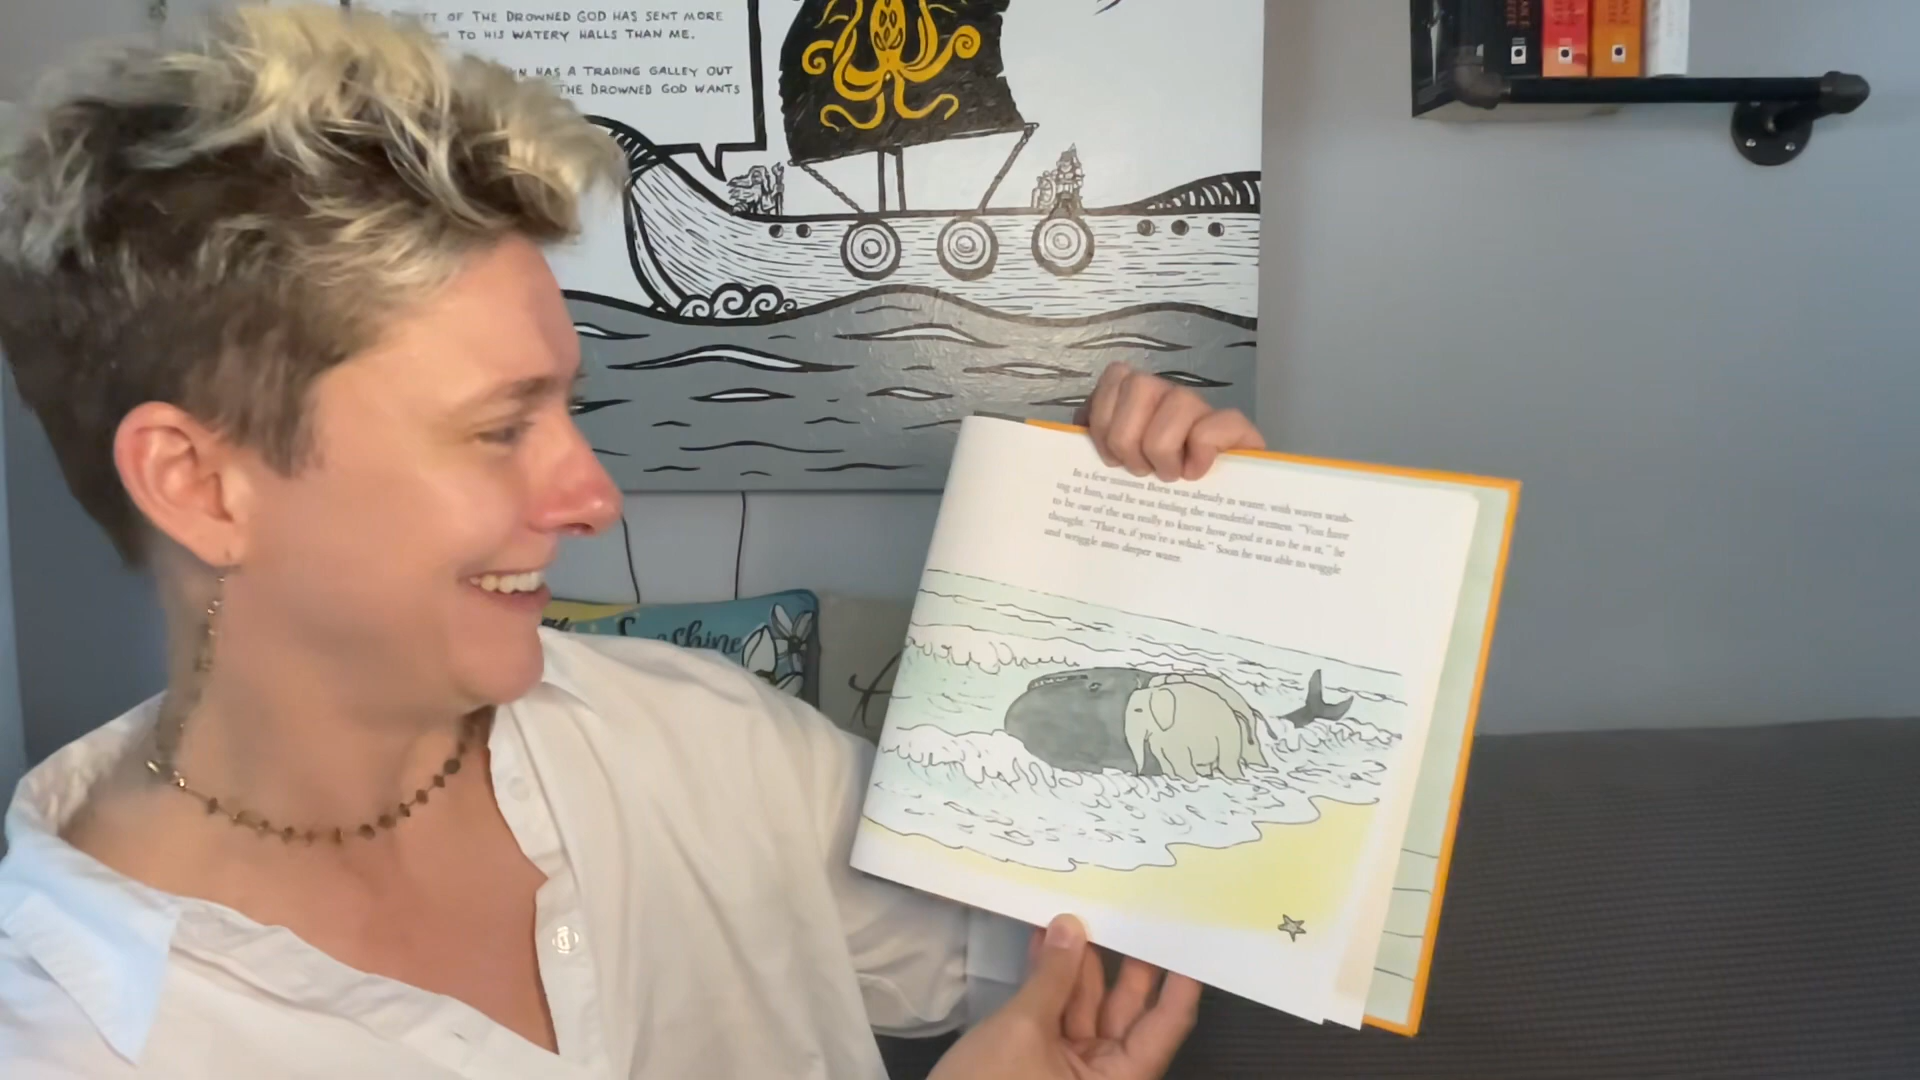 OF THE DROWNED GOD HAS SENT MORE
TO HIS WATERY HALLS THAN ME.
HAS A TRADING GALLEY OUT
THE DROWNED GOD WANTS
In a few minutes Boris was already in water, with waves wash-
ing at him, and he was feeling the wonderful wetness. "You have
to be out of the sea really to know how good it is to be in it," he
thought. "That is, if you're a whale." Soon he was able to wiggle
and wriggle into deeper water.
Sunshine